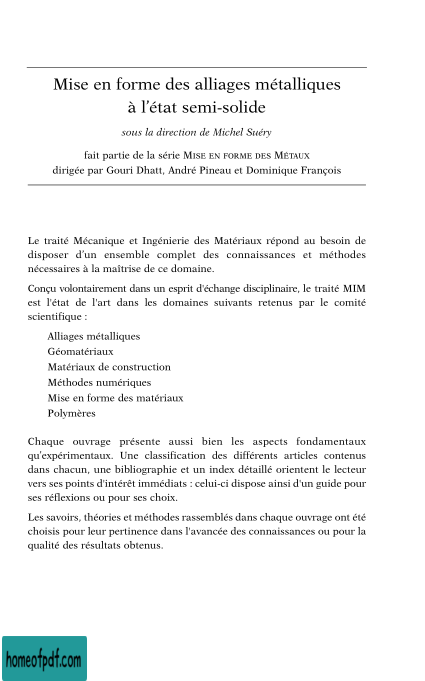 Mise en forme des alliages métalliques
à l'état semi-solide
sous la direction de Michel Suéry
fait partie de la série MISE EN FORME DES MÉTAUX
dirigée par Gouri Dhatt, André Pineau et Dominique François
Le traité Mécanique et Ingénierie des Matériaux répond au besoin de
disposer d'un ensemble complet des connaissances et méthodes
nécessaires à la maîtrise de ce domaine.
Conçu volontairement dans un esprit d'échange disciplinaire, le traité MIM
est l'état de l'art dans les domaines suivants retenus par le comité
scientifique :
Alliages métalliques
Géomatériaux
Matériaux de construction
Méthodes numériques
Mise en forme des matériaux
Polymères
Chaque ouvrage présente aussi bien les aspects fondamentaux
qu'expérimentaux. Une classification des différents articles contenus
dans chacun, une bibliographie et un index détaillé orientent le lecteur
vers ses points d'intérêt immédiats : celui-ci dispose ainsi d'un guide pour
ses réflexions ou pour ses choix.
Les savoirs, théories et méthodes rassemblés dans chaque ouvrage ont été
choisis pour leur pertinence dans l'avancée des connaissances ou pour la
qualité des résultats obtenus.
homeofpdf.com